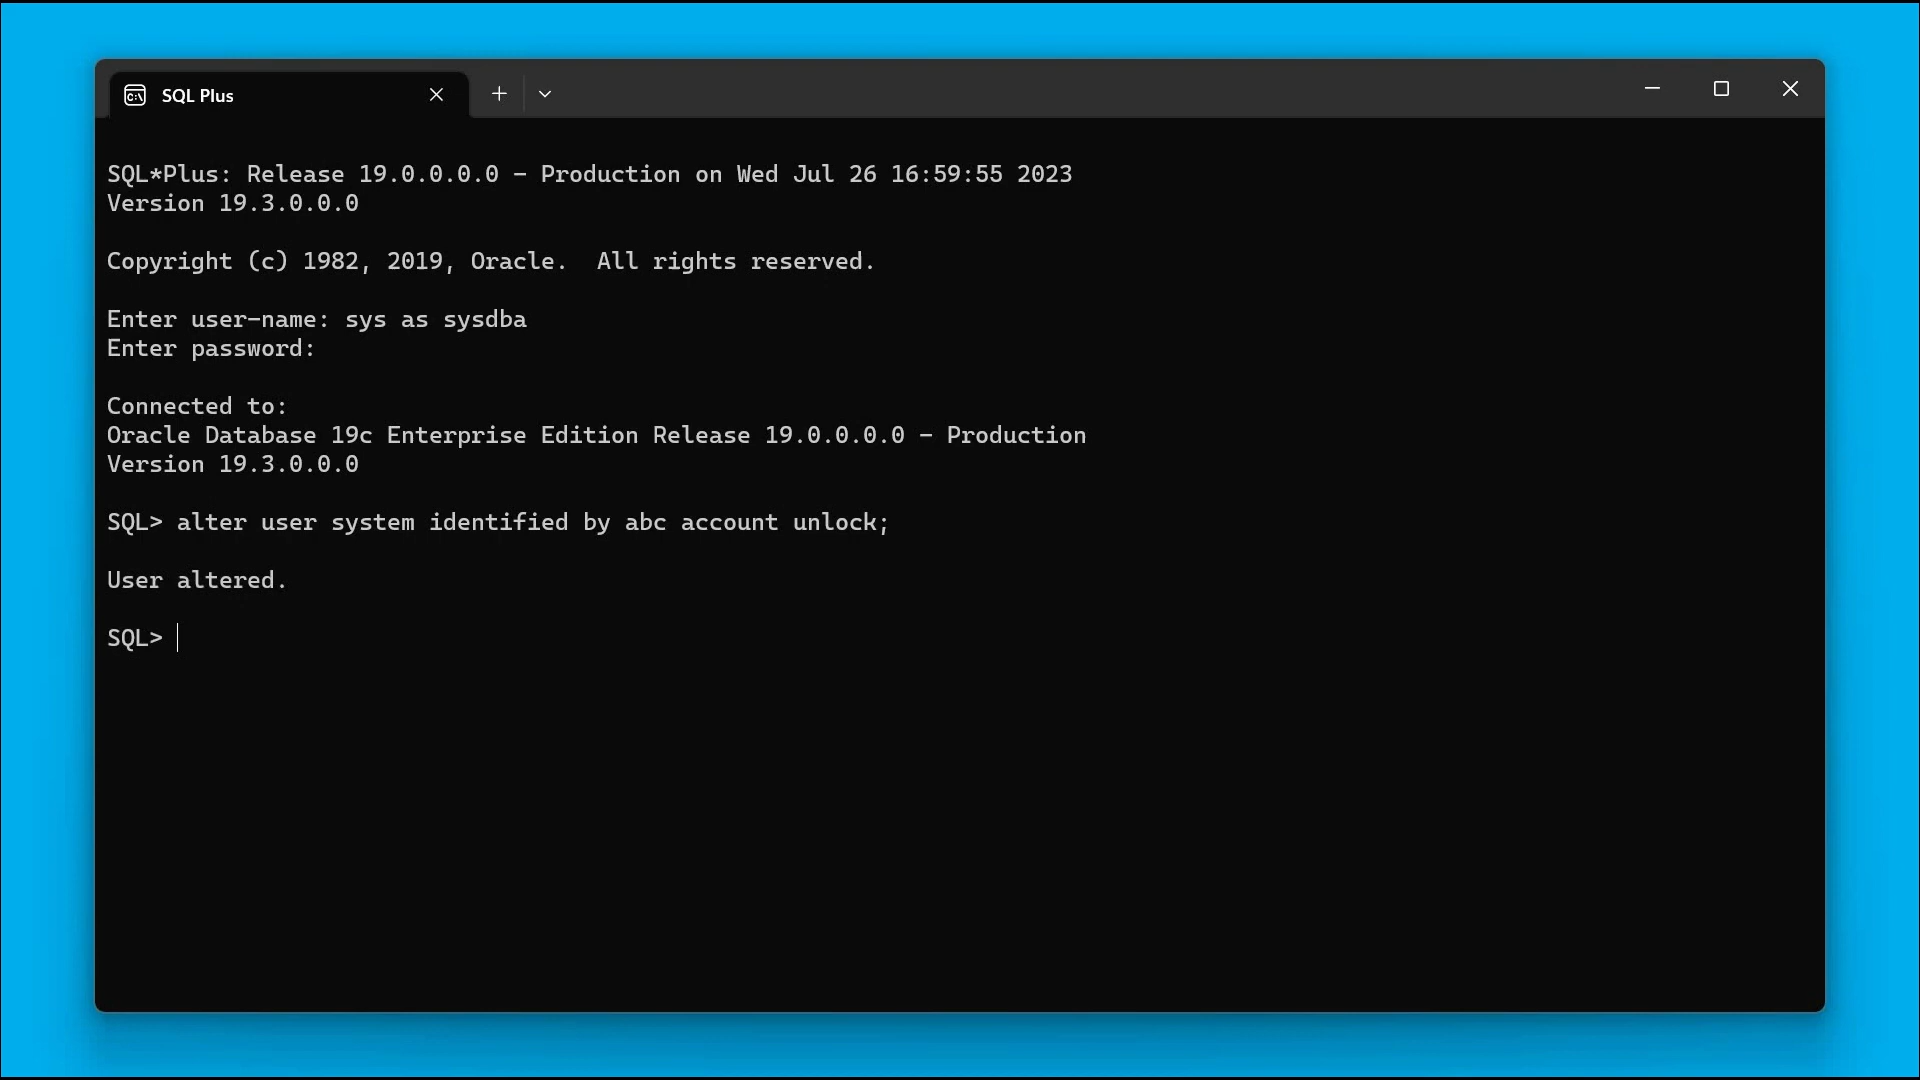 SQL Plus
SQL*Plus: Release 19.0.0.0.0 - Production on Wed Jul 26 16:59:55 2023
Version 19.3.0.0.0
Copyright (c) 1982, 2019, Oracle.  All rights reserved.
Enter user-name: sys as sysdba
Enter password:
Connected to:
Oracle Database 19c Enterprise Edition Release 19.0.0.0.0 - Production
Version 19.3.0.0.0
SQL> alter user system identified by abc account unlock;
User altered.
SQL>